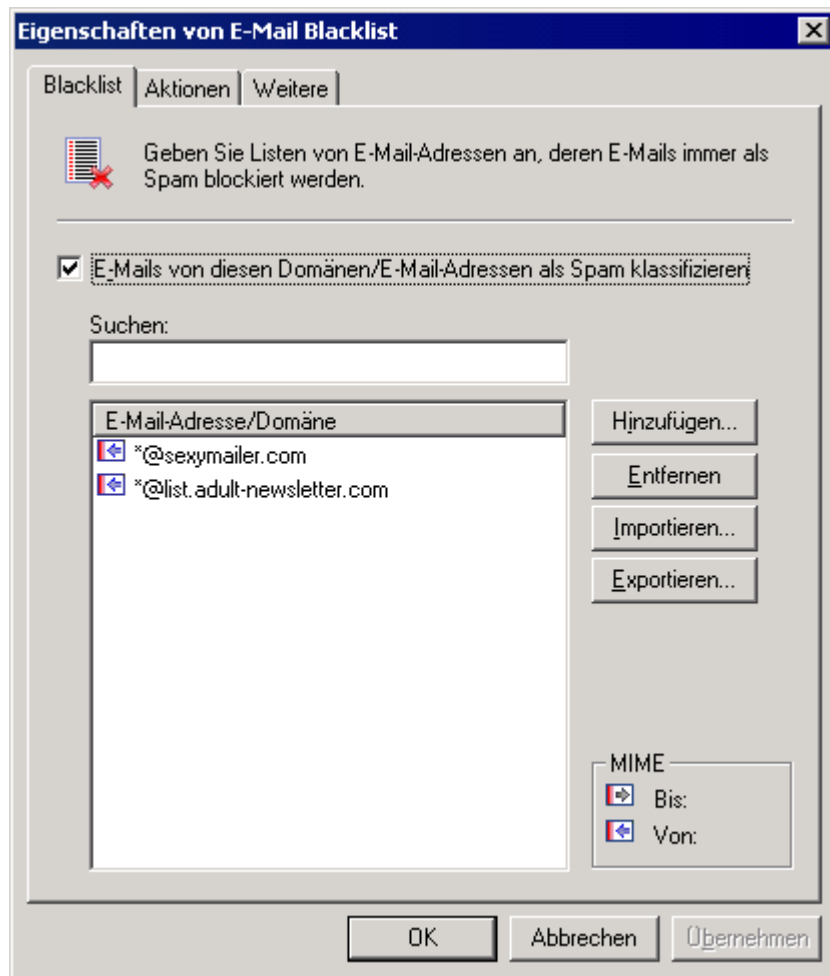 Eigenschaften von E-Mail Blacklist
Blacklist Aktionen Weitere
Geben Sie Listen von E-Mail-Adressen an, deren E-Mails immer als
Spam blockiert werden.
E-Mails von diesen Domänen/E-Mail-Adressen als Spam klassifizieren
Suchen:
E-Mail-Adresse/Domäne
*@sexymailer.com
*@list.adult-newsletter.com
Hinzufügen...
Entfernen
Importieren...
Exportieren...
MIME
Bis:
Von:
OK Abbrechen Übernehmen